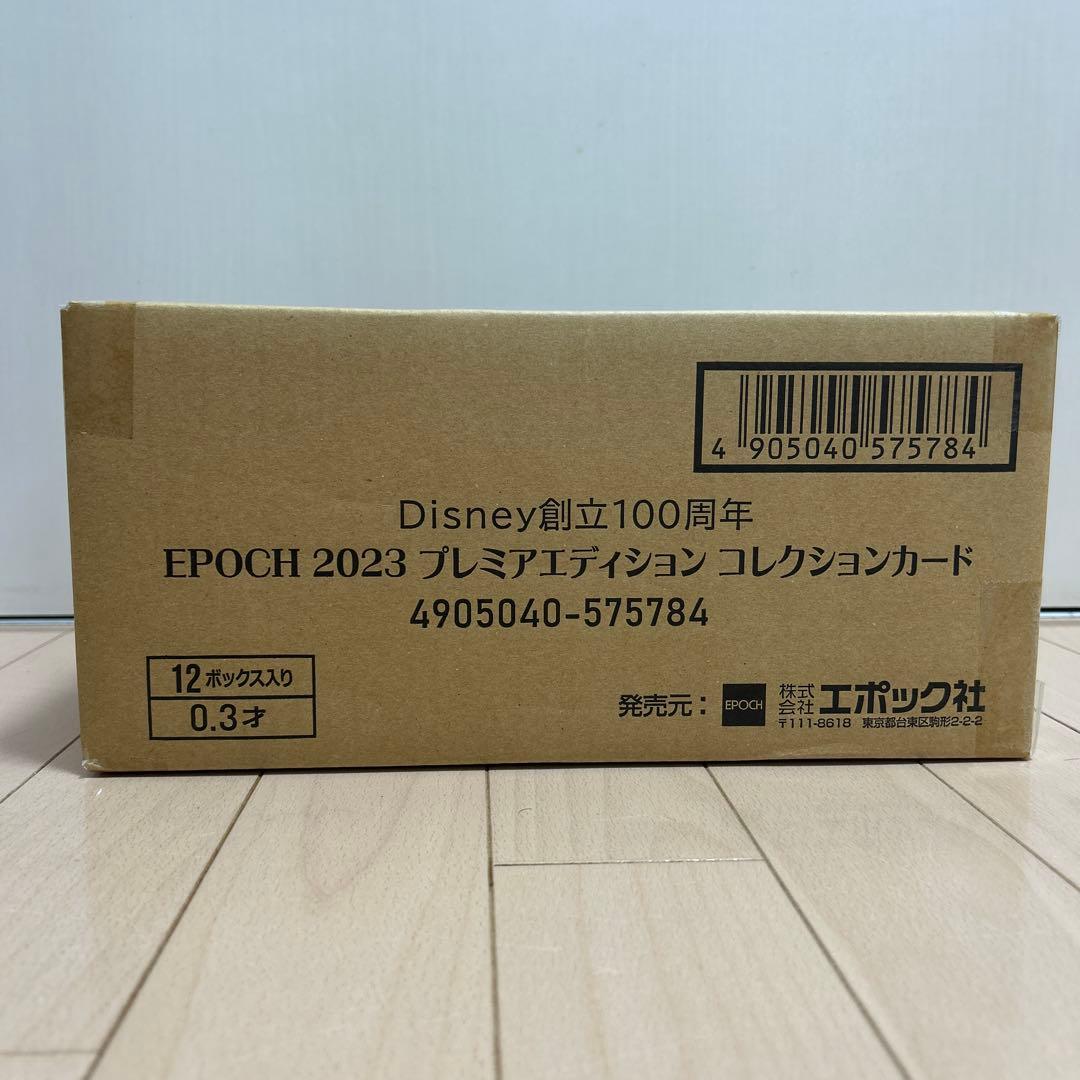 4 905040 575784
Disney創立100周年
EPOCH 2023 プレミアエディション コレクションカード
4905040-575784
12ボックス入り
0.3才
発売元： EPOCH 株式会社 エポック社
〒111-8618 東京都台東区駒形2-2-2